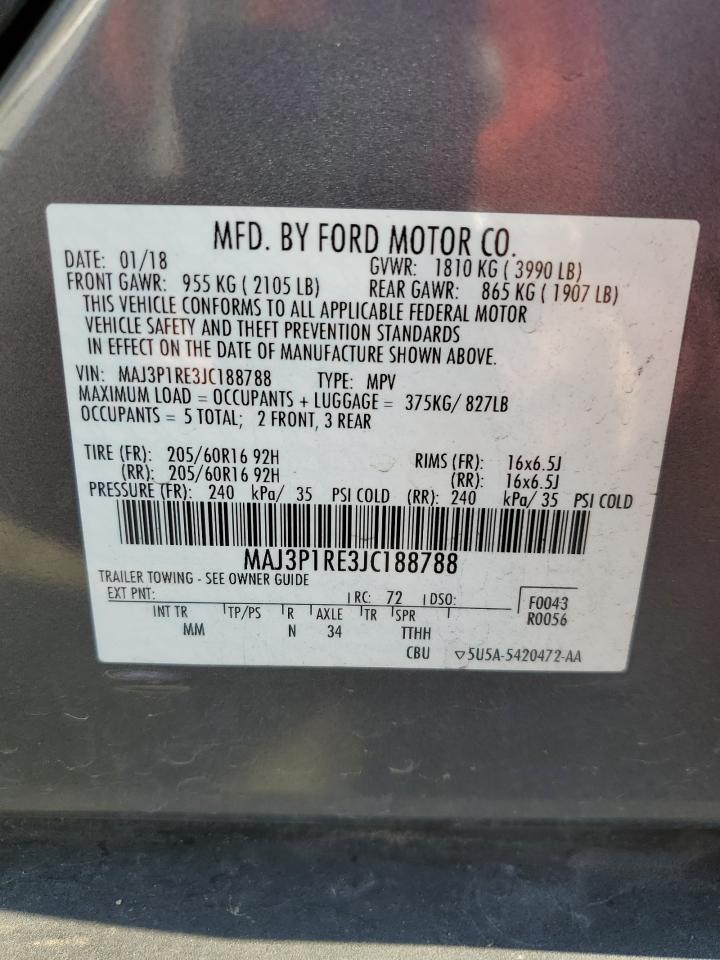 MFD. BY FORD MOTOR CO.
DATE: 01/18 GVWR: 1810 KG ( 3990 LB)
FRONT GAWR: 955 KG ( 2105 LB) REAR GAWR: 865 KG ( 1907 LB)
THIS VEHICLE CONFORMS TO ALL APPLICABLE FEDERAL MOTOR
VEHICLE SAFETY AND THEFT PREVENTION STANDARDS
IN EFFECT ON THE DATE OF MANUFACTURE SHOWN ABOVE.
VIN: MAJ3P1RE3JC188788 TYPE: MPV
MAXIMUM LOAD = OCCUPANTS + LUGGAGE = 375KG/ 827LB
OCCUPANTS = 5 TOTAL; 2 FRONT, 3 REAR
TIRE (FR): 205/60R16 92H RIMS (FR): 16x6.5J
(RR): 205/60R16 92H (RR): 16x6.5J
PRESSURE (FR): 240 kPa/ 35 PSI COLD (RR): 240 kPa/ 35 PSI COLD
MAJ3P1RE3JC188788
TRAILER TOWING - SEE OWNER GUIDE
EXT PNT: RC: 72 DSO: F0043
R0056
INT TR TP/PS R AXLE TR SPR
MM N 34 TTHH
CBU ▽5U5A-5420472-AA